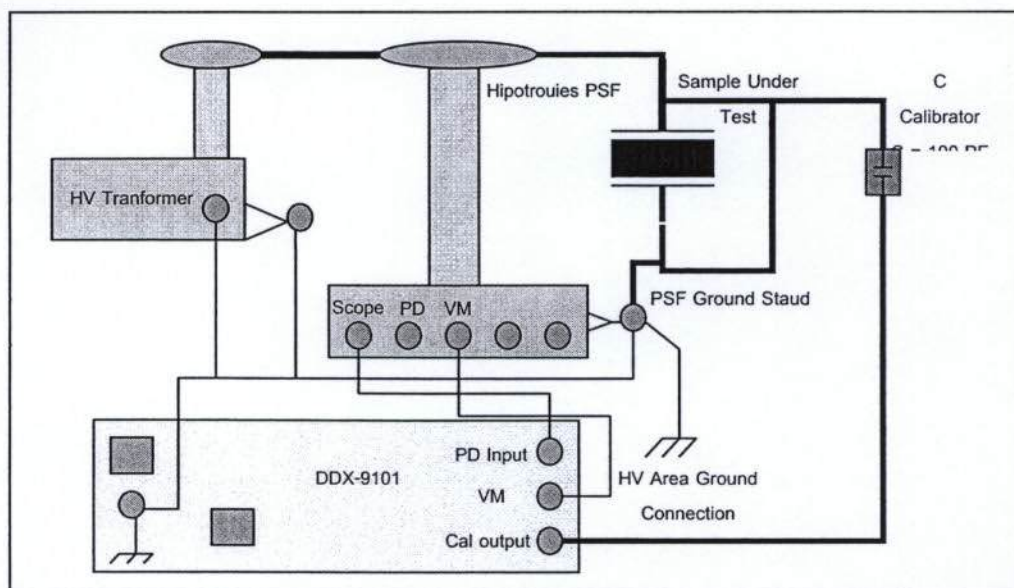 Hipotrouies PSF
Sample Under
Test
C
Calibrator
HV Tranformer
Scope PD VM
PSF Ground Staud
PD Input
DDX-9101
VM
HV Area Ground
Connection
Cal output